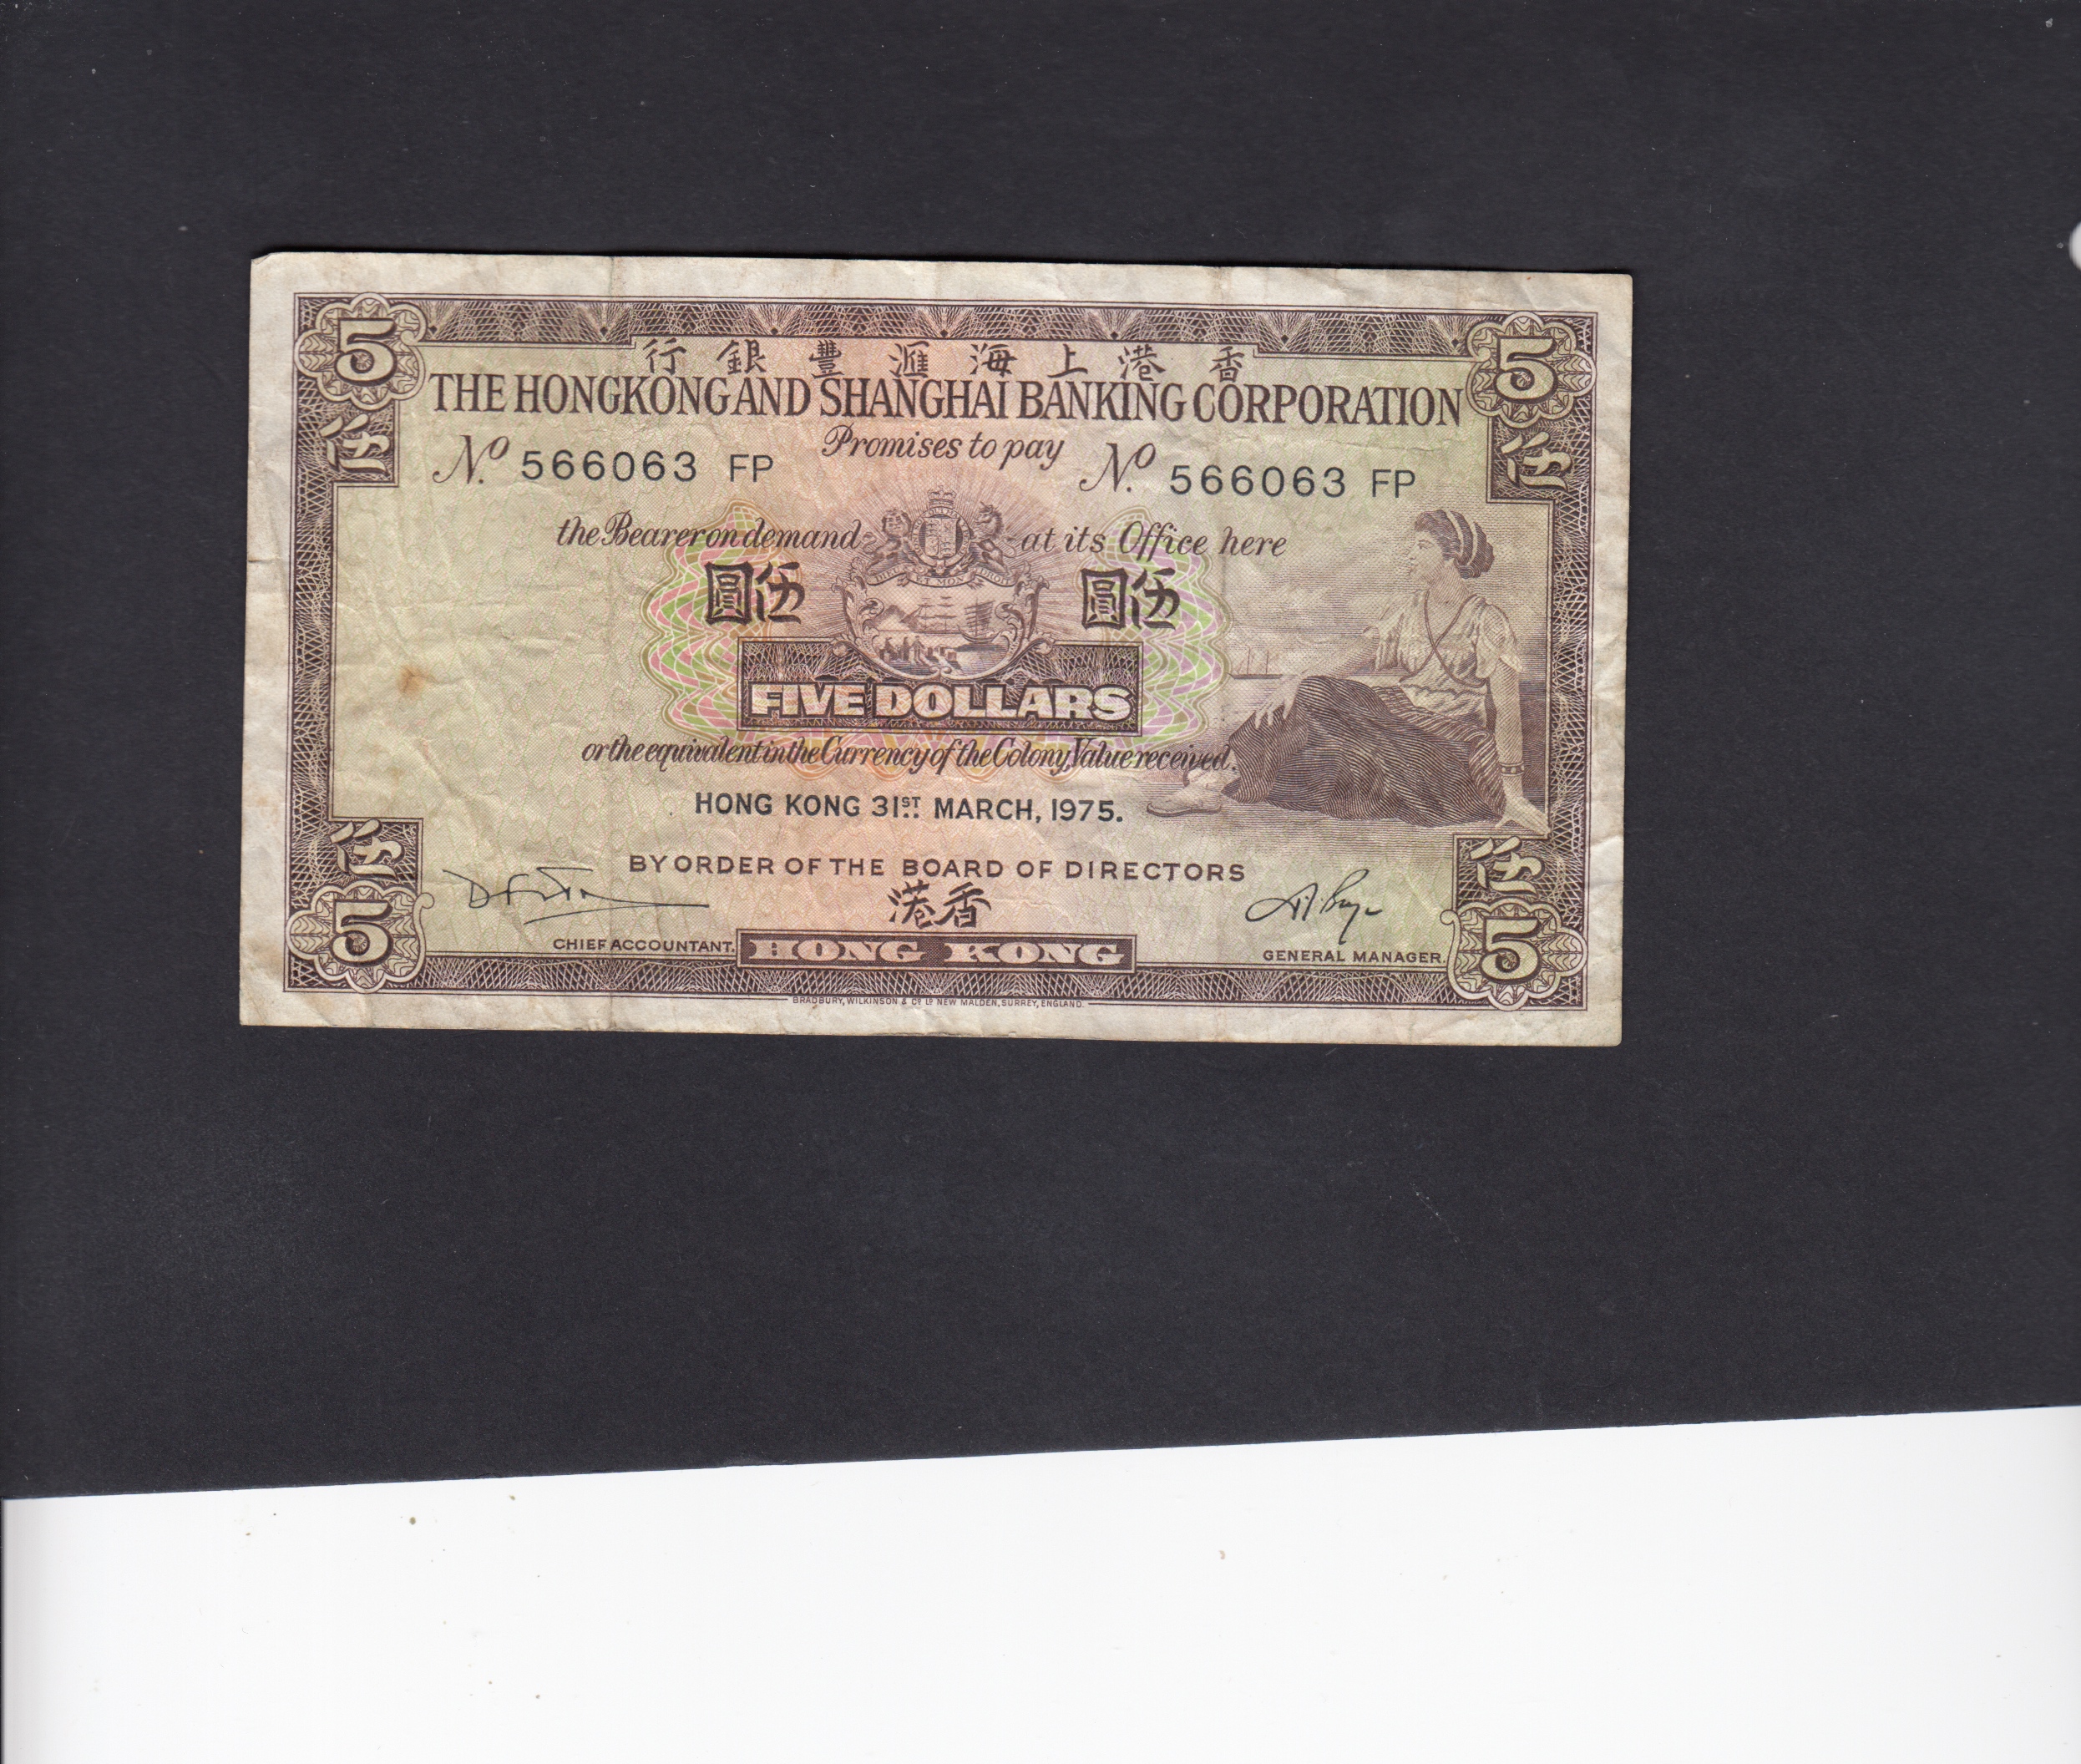 5 5
行銀豐滙海上港香
THE HONGKONG AND SHANGHAI BANKING CORPORATION
伍 伍
Promises to pay
Nº 566063 FP Nº 566063 FP
the Bearer on demand at its Office here
圓伍 圓伍
FIVE DOLLARS
or the equivalent in the Currency of the Colony, Value received.
HONG KONG 31ST MARCH, 1975.
伍 伍
BY ORDER OF THE BOARD OF DIRECTORS
港香
5 5
CHIEF ACCOUNTANT. HONG KONG GENERAL MANAGER.
BRADBURY, WILKINSON & Cº Lº NEW MALDEN, SURREY, ENGLAND.